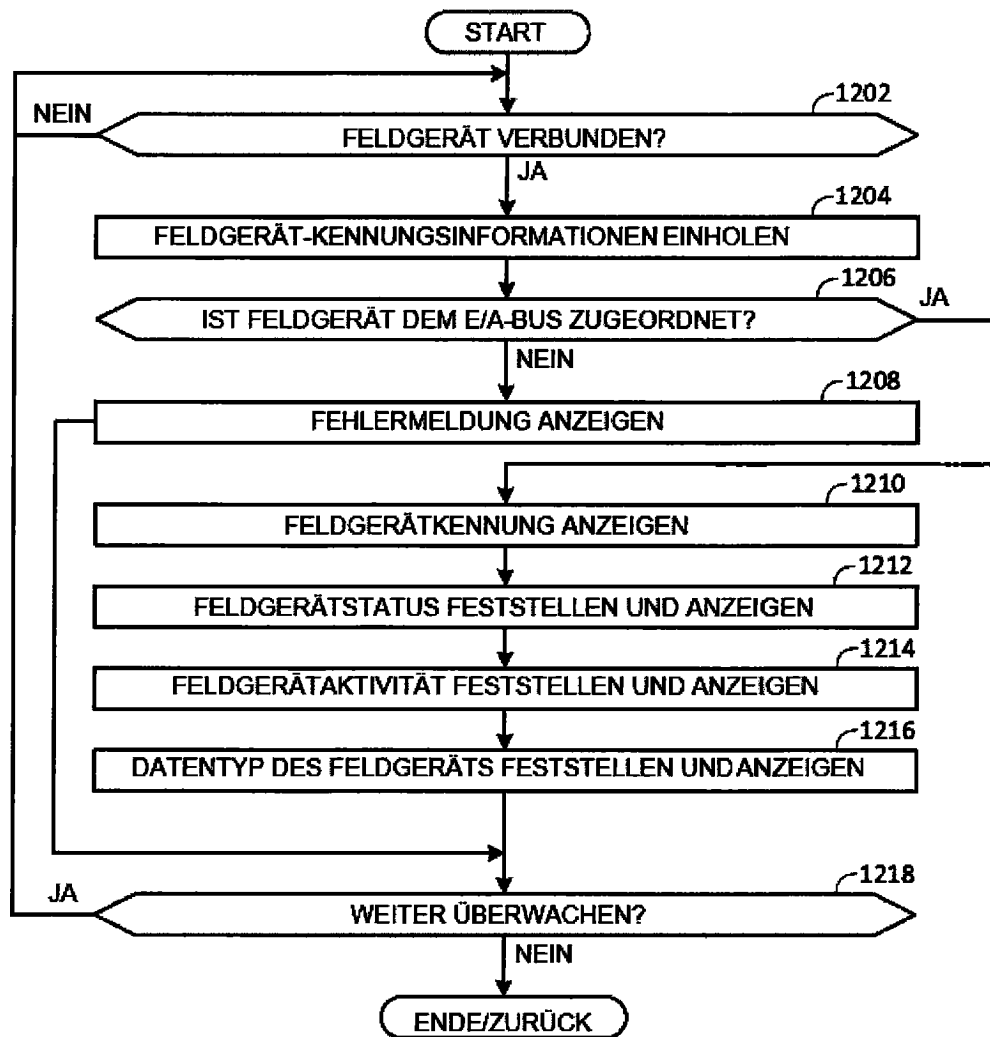 START
NEIN
1202
FELDGERÄT VERBUNDEN?
JA
1204
FELDGERÄT-KENNUNGSINFORMATIONEN EINHOLEN
1206
JA
IST FELDGERÄT DEM E/A-BUS ZUGEORDNET?
NEIN
1208
FEHLERMELDUNG ANZEIGEN
1210
FELDGERÄTKENNUNG ANZEIGEN
1212
FELDGERÄTSTATUS FESTSTELLEN UND ANZEIGEN
1214
FELDGERÄTAKTIVITÄT FESTSTELLEN UND ANZEIGEN
1216
DATENTYP DES FELDGERÄTS FESTSTELLEN UND ANZEIGEN
JA
1218
WEITER ÜBERWACHEN?
NEIN
ENDE/ZURÜCK